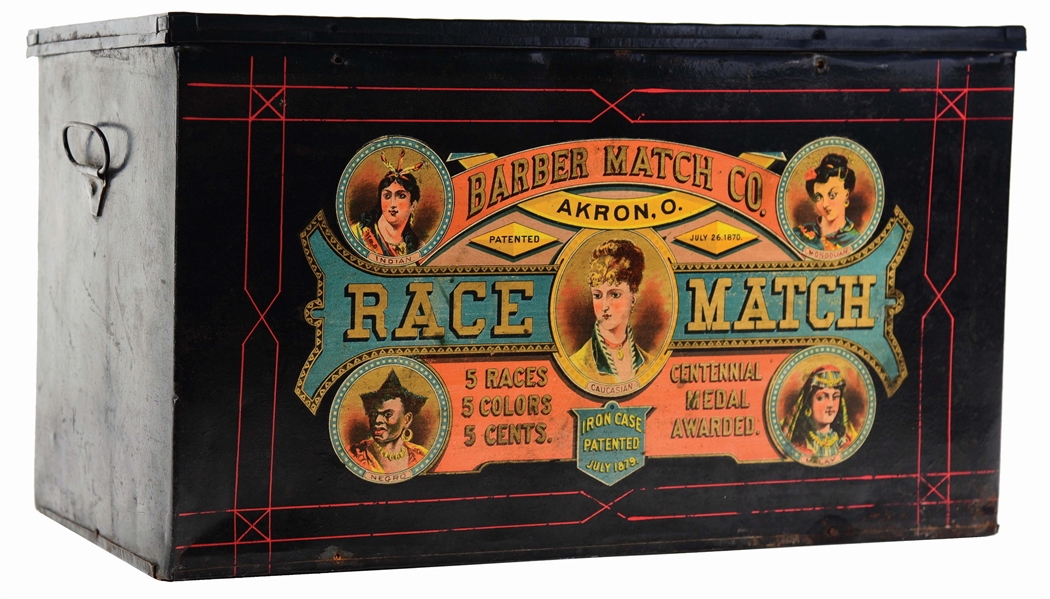 BARBER MATCH CO.
AKRON, O.
PATENTED
JULY 26.1870.
INDIAN
MONGOLIAN
RACE MATCH
CAUCASIAN
5 RACES
5 COLORS
5 CENTS.
CENTENNIAL
MEDAL
AWARDED.
IRON CASE
PATENTED
JULY 1879.
NEGRO
MALAY